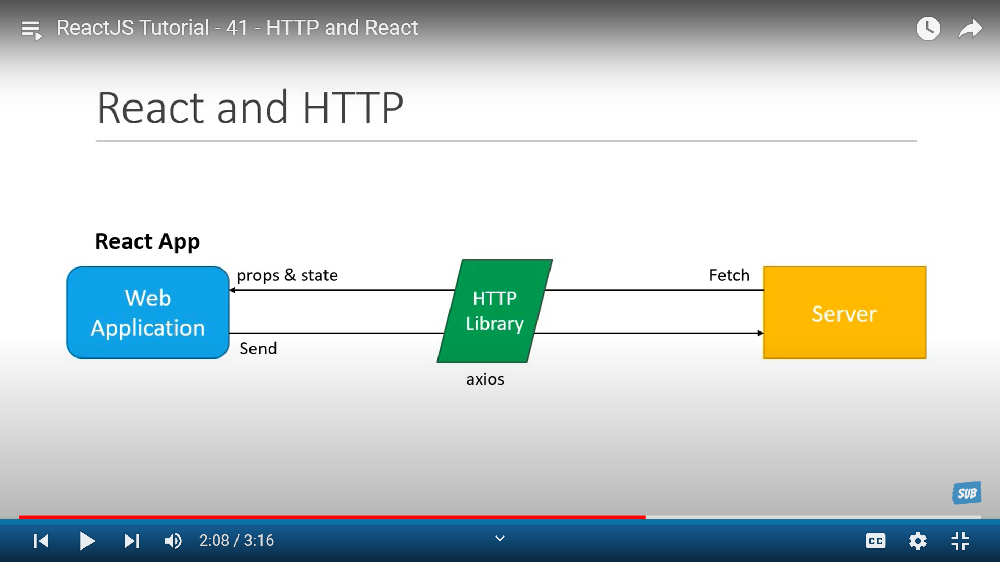 ReactJS Tutorial - 41 - HTTP and React
React and HTTP
React App
props & state
Fetch
Web
Application
HTTP
Library
Server
Send
axios
SUB
2:08 / 3:16
CC